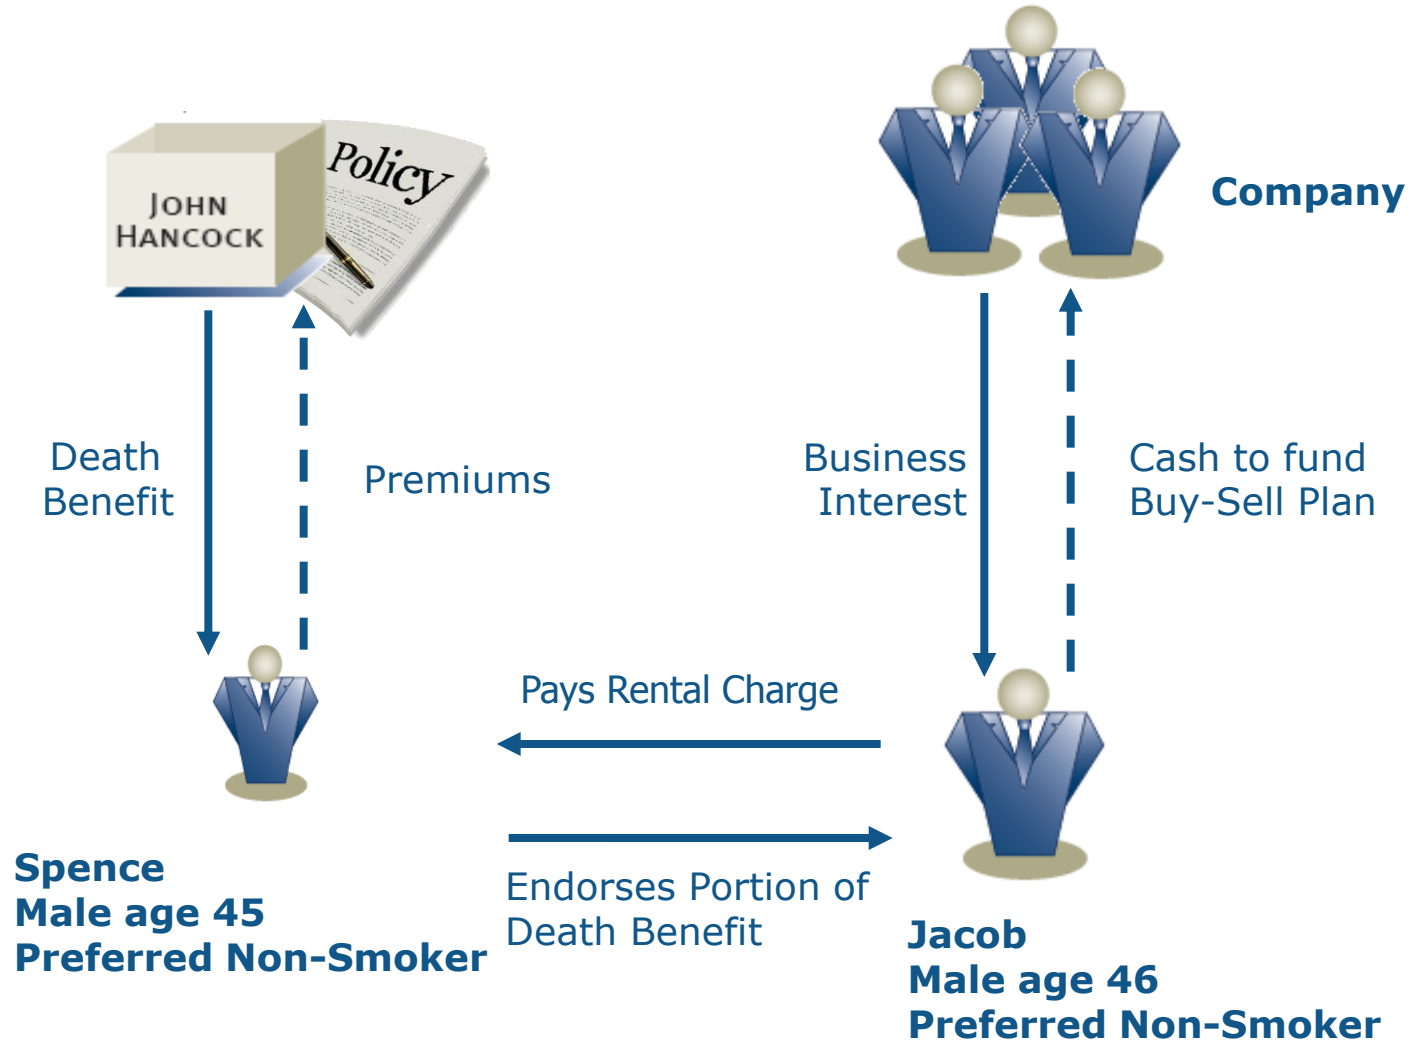 Policy
JOHN
HANCOCK
Company
Death
Benefit
Premiums
Business
Interest
Cash to fund
Buy-Sell Plan
Pays Rental Charge
Endorses Portion of
Death Benefit
Spence
Male age 45
Preferred Non-Smoker
Jacob
Male age 46
Preferred Non-Smoker